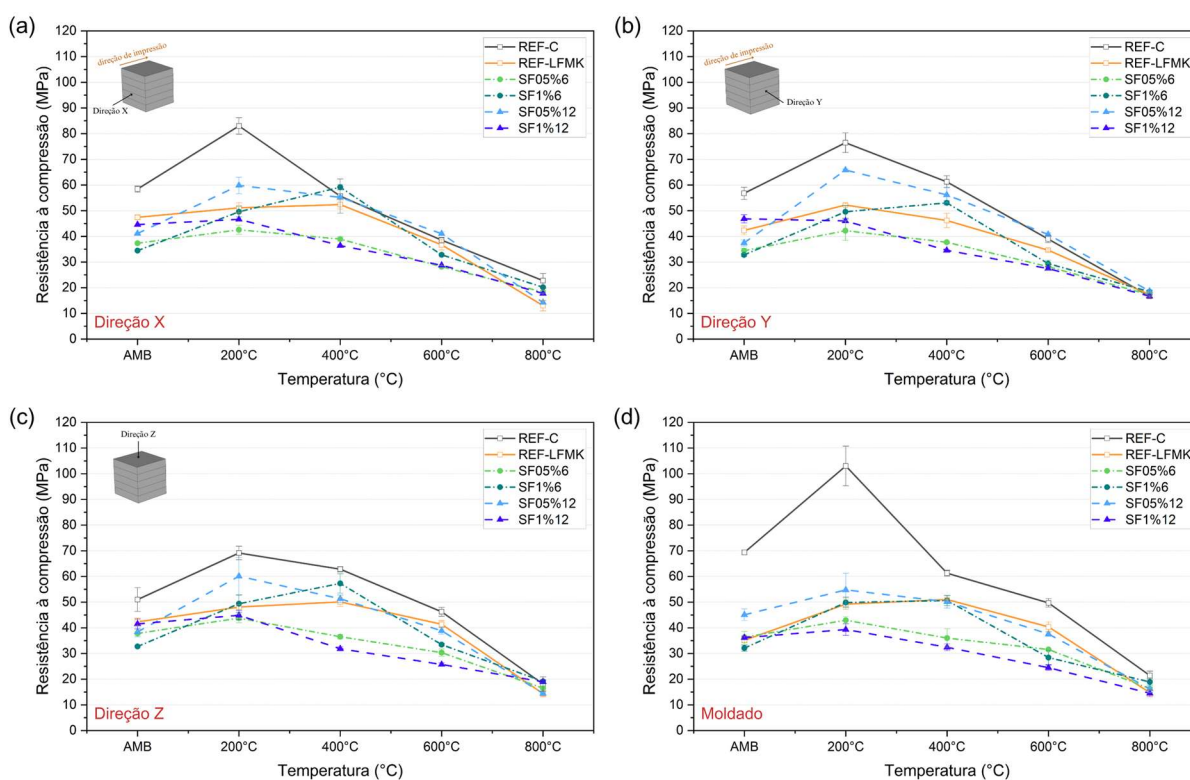 (a)
Resistência à compressão (MPa)
120
110
100
90
80
70
60
50
40
30
20
10
0
direção de impressão
Direção X
REF-C
REF-LFMK
SF05%6
SF1%6
SF05%12
SF1%12
Direção X
AMB 200°C 400°C 600°C 800°C
Temperatura (°C)
(b)
Resistência à compressão (MPa)
120
110
100
90
80
70
60
50
40
30
20
10
0
direção de impressão
Direção Y
REF-C
REF-LFMK
SF05%6
SF1%6
SF05%12
SF1%12
Direção Y
AMB 200°C 400°C 600°C 800°C
Temperatura (°C)
(c)
Resistência à compressão (MPa)
120
110
100
90
80
70
60
50
40
30
20
10
0
Direção Z
REF-C
REF-LFMK
SF05%6
SF1%6
SF05%12
SF1%12
Direção Z
AMB 200°C 400°C 600°C 800°C
Temperatura (°C)
(d)
Resistência à compressão (MPa)
120
110
100
90
80
70
60
50
40
30
20
10
0
REF-C
REF-LFMK
SF05%6
SF1%6
SF05%12
SF1%12
Moldado
AMB 200°C 400°C 600°C 800°C
Temperatura (°C)